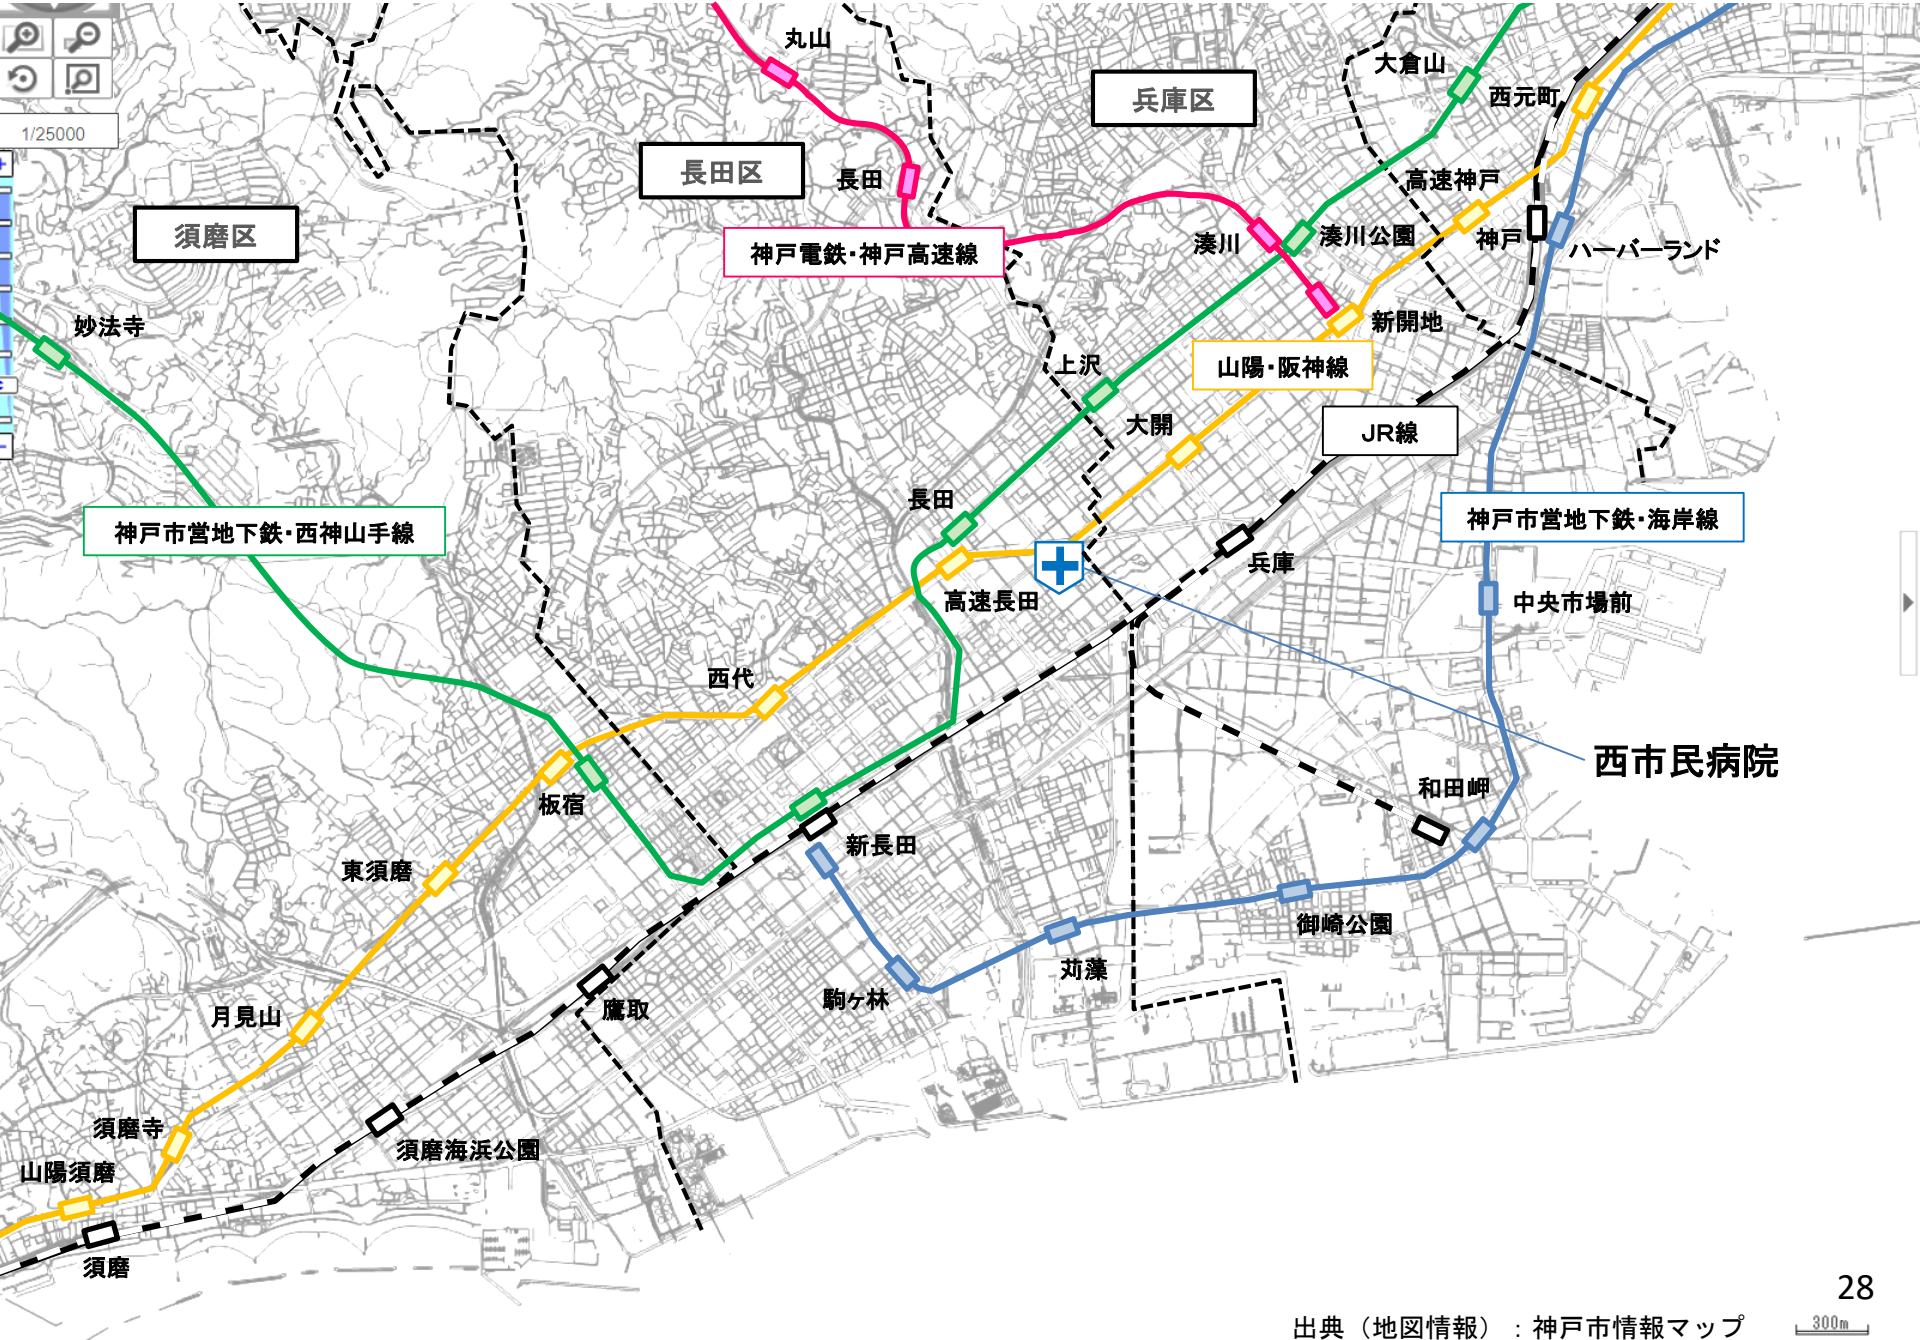 丸山
大倉山
兵庫区
西元町
1/25000
長田区
長田
高速神戸
須磨区
湊川
湊川公園
神戸
ハーバーランド
神戸電鉄・神戸高速線
妙法寺
新開地
上沢
山陽・阪神線
大開
JR線
長田
神戸市営地下鉄・西神山手線
神戸市営地下鉄・海岸線
兵庫
高速長田
中央市場前
西代
西市民病院
和田岬
板宿
新長田
東須磨
御崎公園
苅藻
駒ヶ林
鷹取
月見山
須磨寺
須磨海浜公園
山陽須磨
須磨
28
出典（地図情報）：神戸市情報マップ
300m